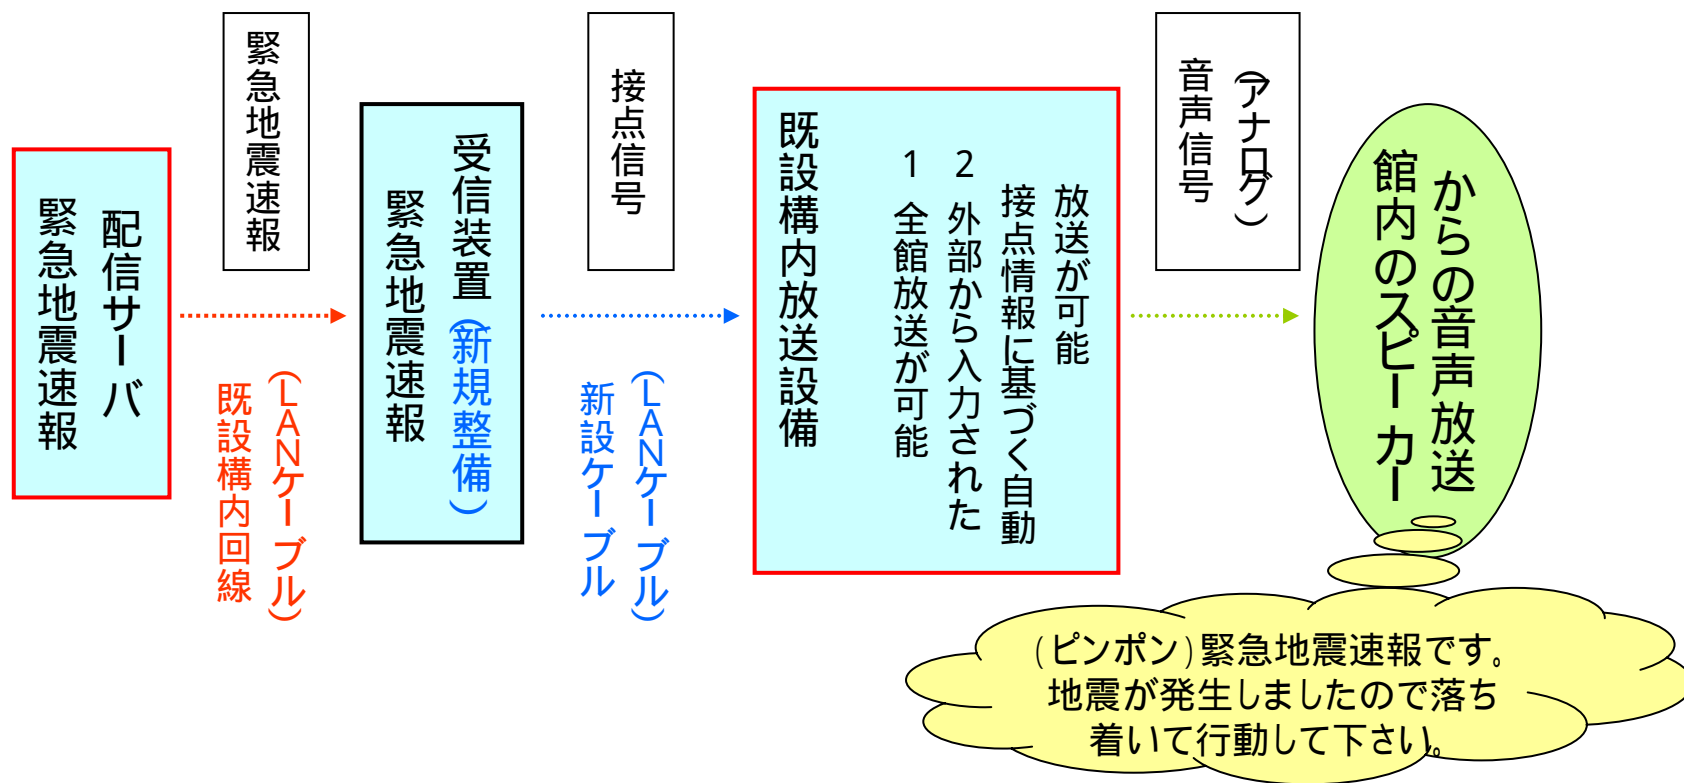 緊急地震速報
配信サーバ
緊急地震速報
既設構内回線
(LANケーブル)
緊急地震速報
受信装置(新規整備)
接点信号
新設ケーブル
(LANケーブル)
既設構内放送設備
1 全館放送が可能
2 外部から入力された
接点情報に基づく自動
放送が可能
音声信号
(アナログ)
館内のスピーカー
からの音声放送
(ピンポン)緊急地震速報です。
地震が発生しましたので落ち
着いて行動して下さい。